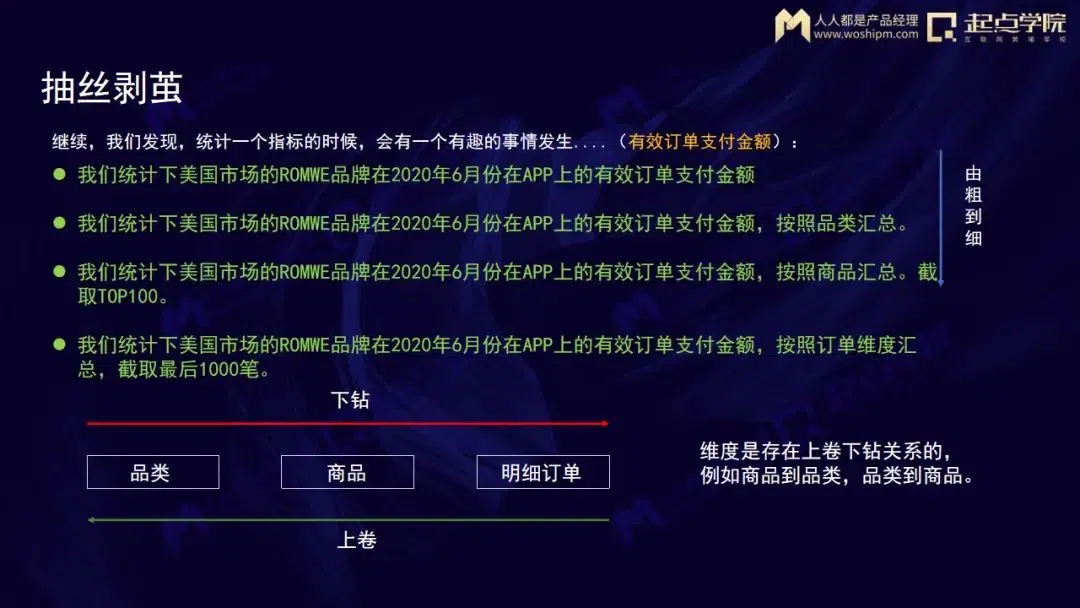 人人都是产品经理
www.woshipm.com
起点学院
抽丝剥茧
继续，我们发现，统计一个指标的时候，会有一个有趣的事情发生....（有效订单支付金额）：
我们统计下美国市场的ROMWE品牌在2020年6月份在APP上的有效订单支付金额
我们统计下美国市场的ROMWE品牌在2020年6月份在APP上的有效订单支付金额，按照品类汇总。
我们统计下美国市场的ROMWE品牌在2020年6月份在APP上的有效订单支付金额，按照商品汇总。截
取TOP100。
我们统计下美国市场的ROMWE品牌在2020年6月份在APP上的有效订单支付金额，按照订单维度汇
总，截取最后1000笔。
由粗到细
下钻
品类
商品
明细订单
上卷
维度是存在上卷下钻关系的，
例如商品到品类，品类到商品。